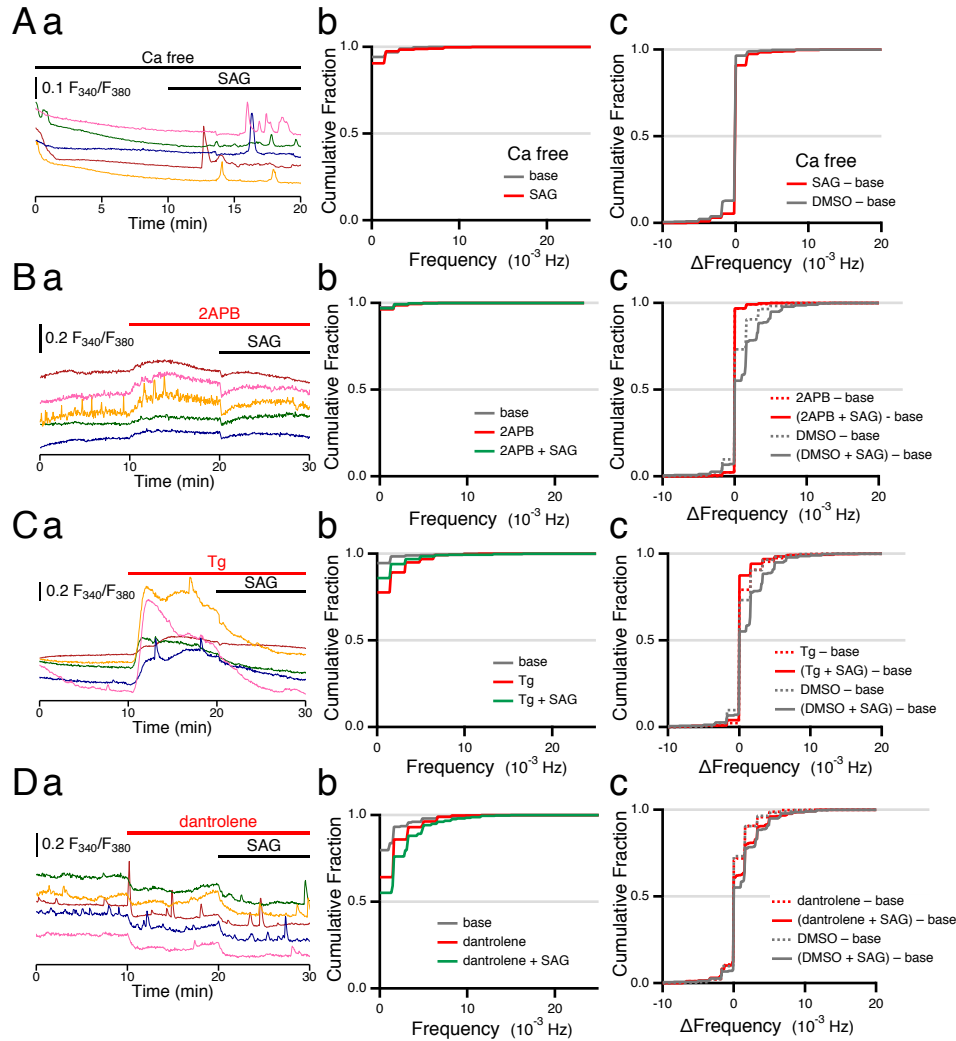 A a
Ca free
SAG
0.1 F340/F380
0 5 10 15 20
Time (min)
b
Cumulative Fraction
1.0
0.5
0.0
Ca free
base
SAG
0 10 20
Frequency (10-3 Hz)
c
Cumulative Fraction
1.0
0.5
0.0
Ca free
SAG – base
DMSO – base
-10 0 10 20
ΔFrequency (10-3 Hz)
B a
2APB
SAG
0.2 F340/F380
0 10 20 30
Time (min)
b
Cumulative Fraction
1.0
0.5
0.0
base
2APB
2APB + SAG
0 10 20
Frequency (10-3 Hz)
c
Cumulative Fraction
1.0
0.5
0.0
2APB – base
(2APB + SAG) - base
DMSO – base
(DMSO + SAG) – base
-10 0 10 20
ΔFrequency (10-3 Hz)
C a
Tg
SAG
0.2 F340/F380
0 10 20 30
Time (min)
b
Cumulative Fraction
1.0
0.5
0.0
base
Tg
Tg + SAG
0 10 20
Frequency (10-3 Hz)
c
Cumulative Fraction
1.0
0.5
0.0
Tg – base
(Tg + SAG) – base
DMSO – base
(DMSO + SAG) – base
-10 0 10 20
ΔFrequency (10-3 Hz)
D a
dantrolene
SAG
0.2 F340/F380
0 10 20 30
Time (min)
b
Cumulative Fraction
1.0
0.5
0.0
base
dantrolene
dantrolene + SAG
0 10 20
Frequency (10-3 Hz)
c
Cumulative Fraction
1.0
0.5
0.0
dantrolene – base
(dantrolene + SAG) – base
DMSO – base
(DMSO + SAG) – base
-10 0 10 20
ΔFrequency (10-3 Hz)